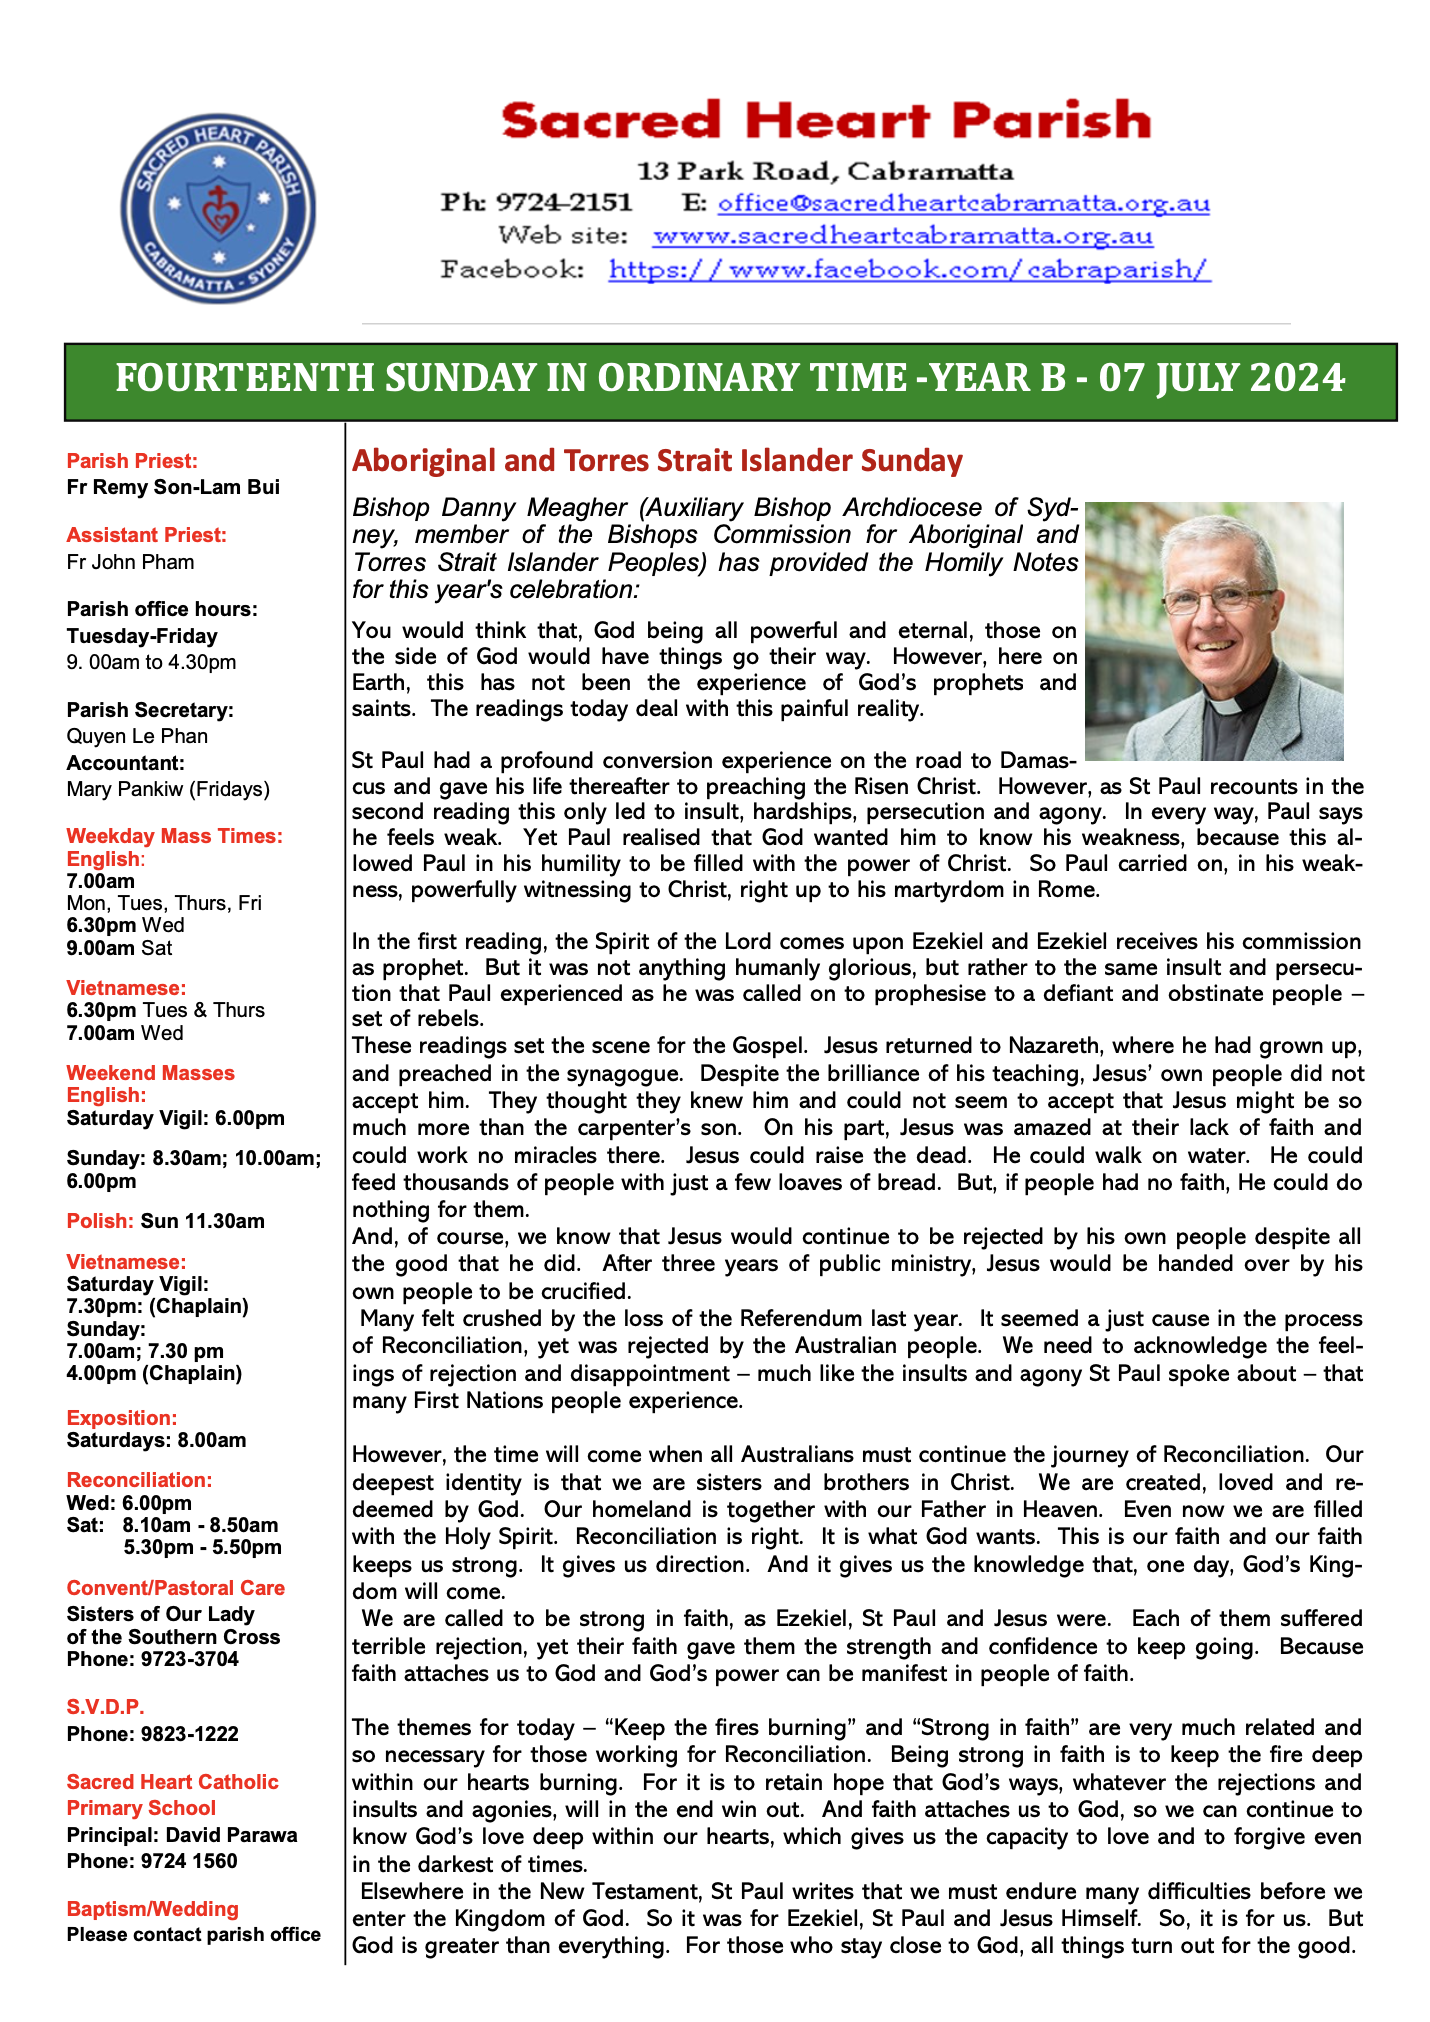 SACRED HEART PARISH
CABRAMATTA - SYDNEY
Sacred Heart Parish
13 Park Road, Cabramatta
Ph: 9724-2151 E: office@sacredheartcabramatta.org.au
Web site: www.sacredheartcabramatta.org.au
Facebook: https://www.facebook.com/cabraparish/
FOURTEENTH SUNDAY IN ORDINARY TIME -YEAR B - 07 JULY 2024
Parish Priest:
Fr Remy Son-Lam Bui
Assistant Priest:
Fr John Pham
Parish office hours:
Tuesday-Friday
9. 00am to 4.30pm
Parish Secretary:
Quyen Le Phan
Accountant:
Mary Pankiw (Fridays)
Weekday Mass Times:
English:
7.00am
Mon, Tues, Thurs, Fri
6.30pm Wed
9.00am Sat
Vietnamese:
6.30pm Tues & Thurs
7.00am Wed
Weekend Masses
English:
Saturday Vigil: 6.00pm
Sunday: 8.30am; 10.00am;
6.00pm
Polish: Sun 11.30am
Vietnamese:
Saturday Vigil:
7.30pm: (Chaplain)
Sunday:
7.00am; 7.30 pm
4.00pm (Chaplain)
Exposition:
Saturdays: 8.00am
Reconciliation:
Wed: 6.00pm
Sat: 8.10am - 8.50am
5.30pm - 5.50pm
Convent/Pastoral Care
Sisters of Our Lady
of the Southern Cross
Phone: 9723-3704
S.V.D.P.
Phone: 9823-1222
Sacred Heart Catholic
Primary School
Principal: David Parawa
Phone: 9724 1560
Baptism/Wedding
Please contact parish office
Aboriginal and Torres Strait Islander Sunday
Bishop Danny Meagher (Auxiliary Bishop Archdiocese of Syd-
ney, member of the Bishops Commission for Aboriginal and
Torres Strait Islander Peoples) has provided the Homily Notes
for this year's celebration:
You would think that, God being all powerful and eternal, those on
the side of God would have things go their way. However, here on
Earth, this has not been the experience of God’s prophets and
saints. The readings today deal with this painful reality.
St Paul had a profound conversion experience on the road to Damas-
cus and gave his life thereafter to preaching the Risen Christ. However, as St Paul recounts in the
second reading this only led to insult, hardships, persecution and agony. In every way, Paul says
he feels weak. Yet Paul realised that God wanted him to know his weakness, because this al-
lowed Paul in his humility to be filled with the power of Christ. So Paul carried on, in his weak-
ness, powerfully witnessing to Christ, right up to his martyrdom in Rome.
In the first reading, the Spirit of the Lord comes upon Ezekiel and Ezekiel receives his commission
as prophet. But it was not anything humanly glorious, but rather to the same insult and persecu-
tion that Paul experienced as he was called on to prophesise to a defiant and obstinate people –
set of rebels.
These readings set the scene for the Gospel. Jesus returned to Nazareth, where he had grown up,
and preached in the synagogue. Despite the brilliance of his teaching, Jesus’ own people did not
accept him. They thought they knew him and could not seem to accept that Jesus might be so
much more than the carpenter’s son. On his part, Jesus was amazed at their lack of faith and
could work no miracles there. Jesus could raise the dead. He could walk on water. He could
feed thousands of people with just a few loaves of bread. But, if people had no faith, He could do
nothing for them.
And, of course, we know that Jesus would continue to be rejected by his own people despite all
the good that he did. After three years of public ministry, Jesus would be handed over by his
own people to be crucified.
Many felt crushed by the loss of the Referendum last year. It seemed a just cause in the process
of Reconciliation, yet was rejected by the Australian people. We need to acknowledge the feel-
ings of rejection and disappointment – much like the insults and agony St Paul spoke about – that
many First Nations people experience.
However, the time will come when all Australians must continue the journey of Reconciliation. Our
deepest identity is that we are sisters and brothers in Christ. We are created, loved and re-
deemed by God. Our homeland is together with our Father in Heaven. Even now we are filled
with the Holy Spirit. Reconciliation is right. It is what God wants. This is our faith and our faith
keeps us strong. It gives us direction. And it gives us the knowledge that, one day, God’s King-
dom will come.
We are called to be strong in faith, as Ezekiel, St Paul and Jesus were. Each of them suffered
terrible rejection, yet their faith gave them the strength and confidence to keep going. Because
faith attaches us to God and God’s power can be manifest in people of faith.
The themes for today – “Keep the fires burning” and “Strong in faith” are very much related and
so necessary for those working for Reconciliation. Being strong in faith is to keep the fire deep
within our hearts burning. For it is to retain hope that God’s ways, whatever the rejections and
insults and agonies, will in the end win out. And faith attaches us to God, so we can continue to
know God’s love deep within our hearts, which gives us the capacity to love and to forgive even
in the darkest of times.
Elsewhere in the New Testament, St Paul writes that we must endure many difficulties before we
enter the Kingdom of God. So it was for Ezekiel, St Paul and Jesus Himself. So, it is for us. But
God is greater than everything. For those who stay close to God, all things turn out for the good.